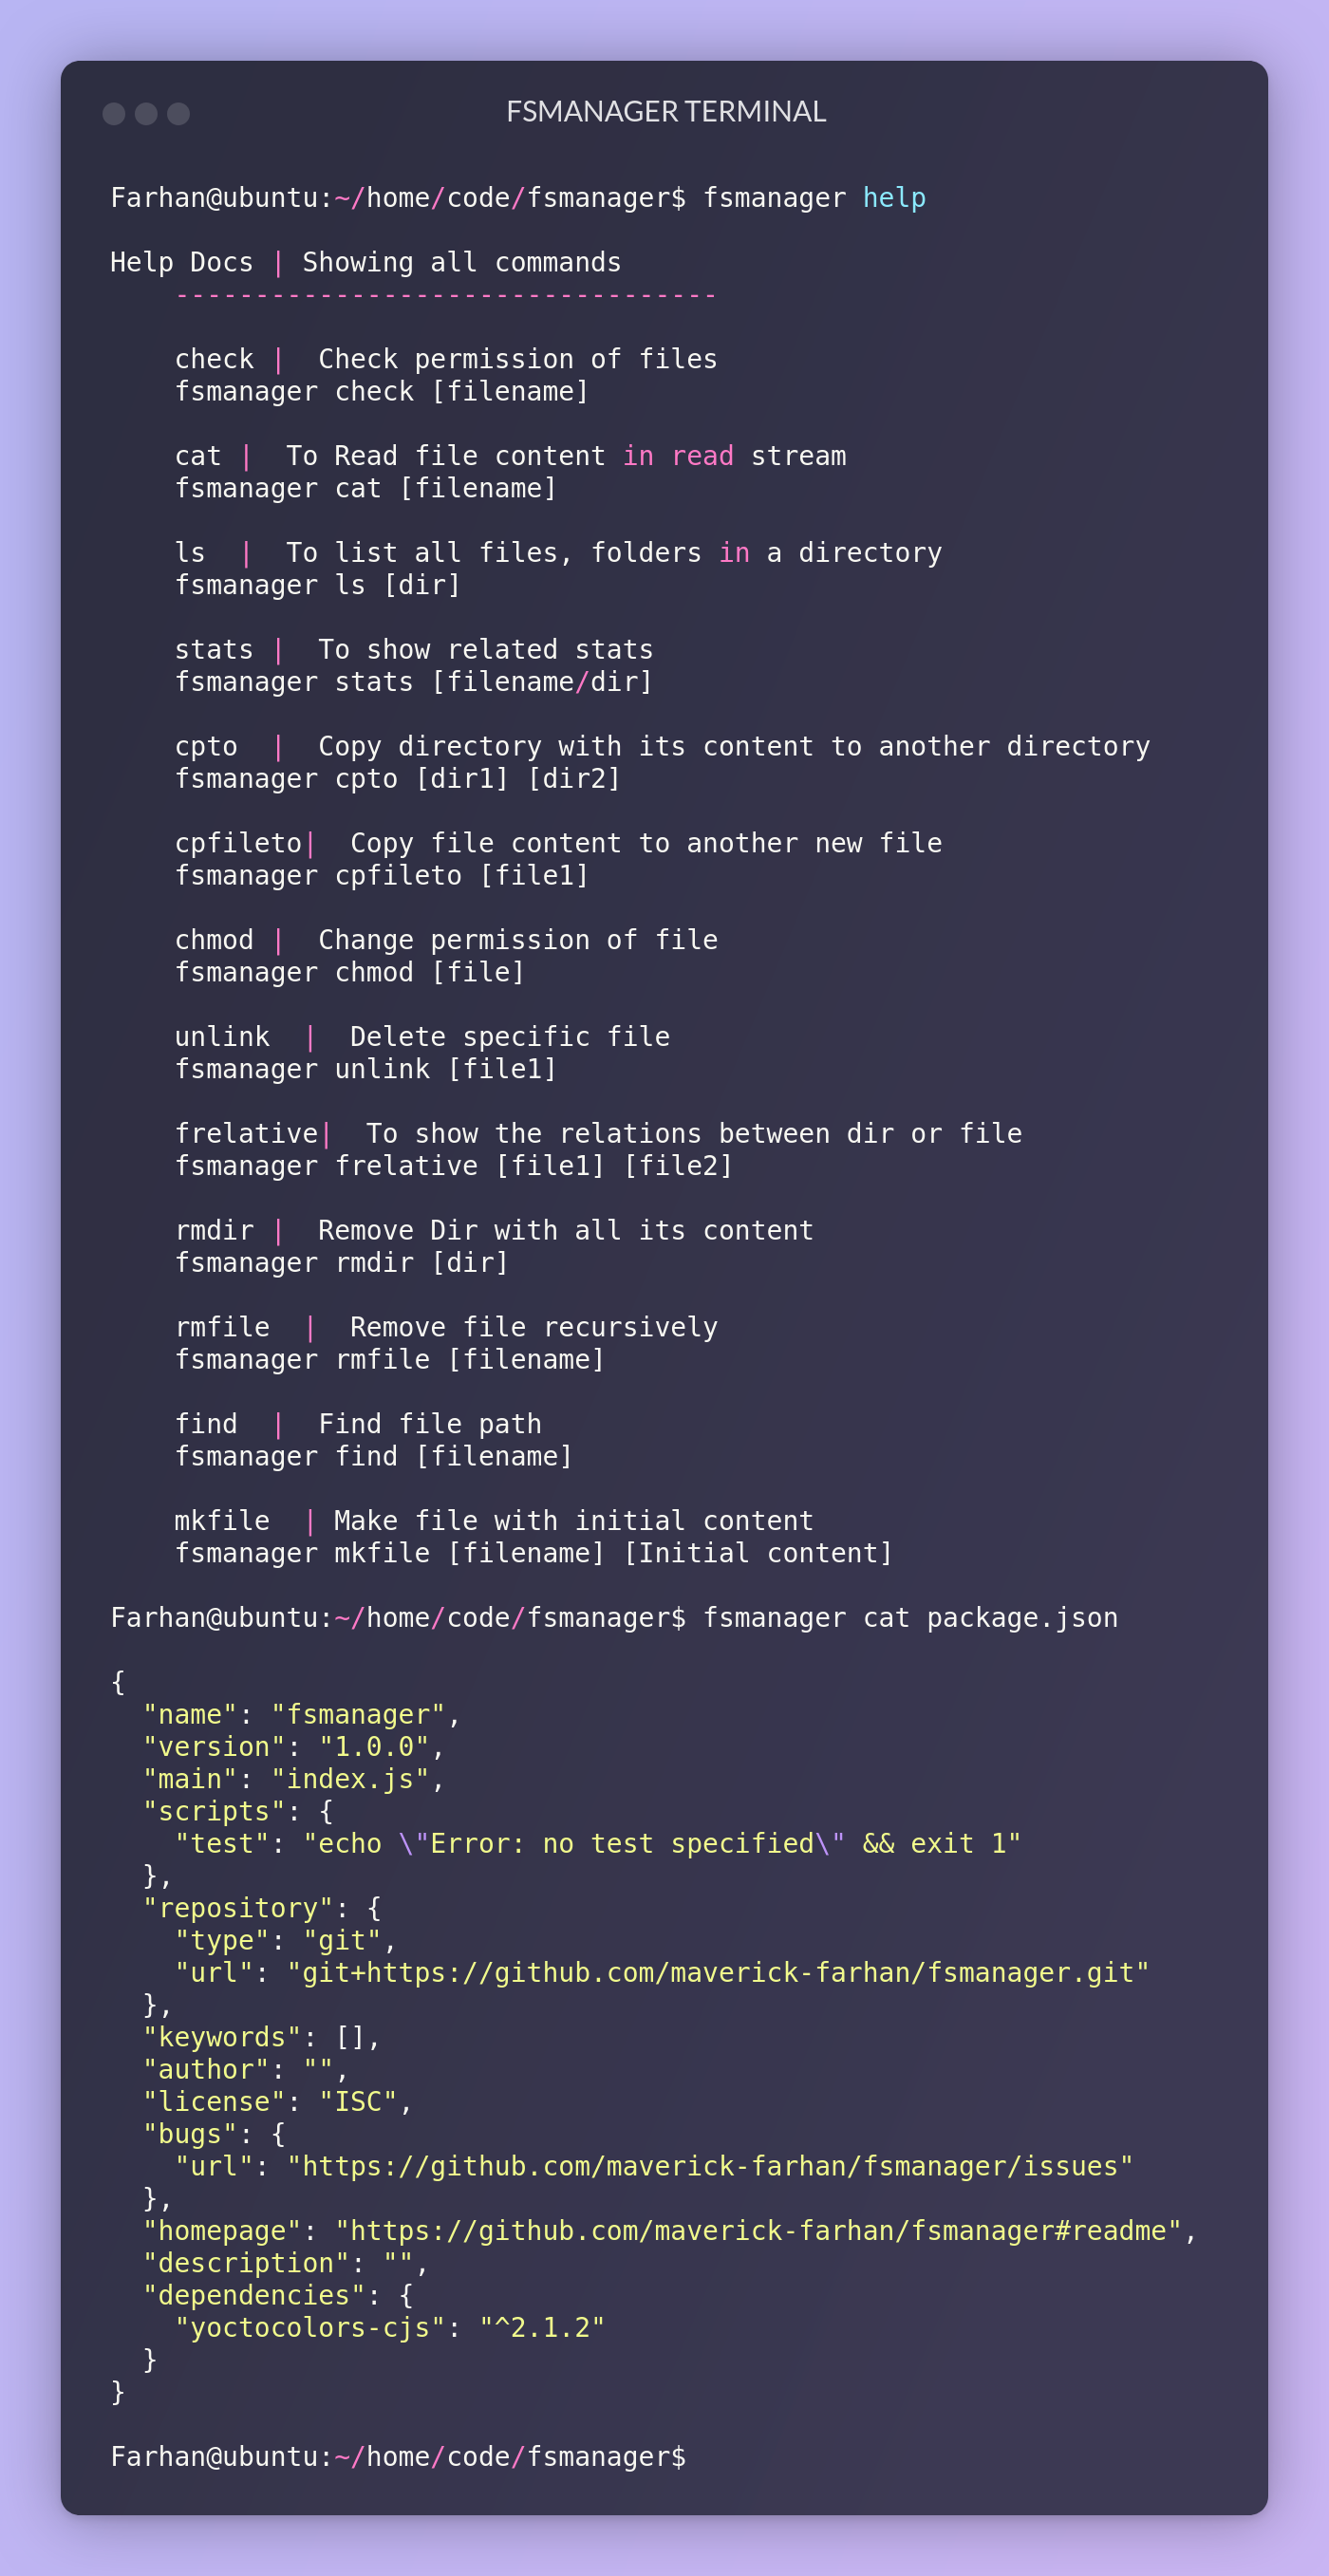 FSMANAGER TERMINAL
Farhan@ubuntu:~/home/code/fsmanager$ fsmanager help
Help Docs | Showing all commands
----------------------------------
check |  Check permission of files
fsmanager check [filename]
cat |  To Read file content in read stream
fsmanager cat [filename]
ls  |  To list all files, folders in a directory
fsmanager ls [dir]
stats |  To show related stats
fsmanager stats [filename/dir]
cpto  |  Copy directory with its content to another directory
fsmanager cpto [dir1] [dir2]
cpfileto|  Copy file content to another new file
fsmanager cpfileto [file1]
chmod |  Change permission of file
fsmanager chmod [file]
unlink  |  Delete specific file
fsmanager unlink [file1]
frelative|  To show the relations between dir or file
fsmanager frelative [file1] [file2]
rmdir |  Remove Dir with all its content
fsmanager rmdir [dir]
rmfile  |  Remove file recursively
fsmanager rmfile [filename]
find  |  Find file path
fsmanager find [filename]
mkfile  | Make file with initial content
fsmanager mkfile [filename] [Initial content]
Farhan@ubuntu:~/home/code/fsmanager$ fsmanager cat package.json
{
  "name": "fsmanager",
  "version": "1.0.0",
  "main": "index.js",
  "scripts": {
    "test": "echo \"Error: no test specified\" && exit 1"
  },
  "repository": {
    "type": "git",
    "url": "git+https://github.com/maverick-farhan/fsmanager.git"
  },
  "keywords": [],
  "author": "",
  "license": "ISC",
  "bugs": {
    "url": "https://github.com/maverick-farhan/fsmanager/issues"
  },
  "homepage": "https://github.com/maverick-farhan/fsmanager#readme",
  "description": "",
  "dependencies": {
    "yoctocolors-cjs": "^2.1.2"
  }
}
Farhan@ubuntu:~/home/code/fsmanager$